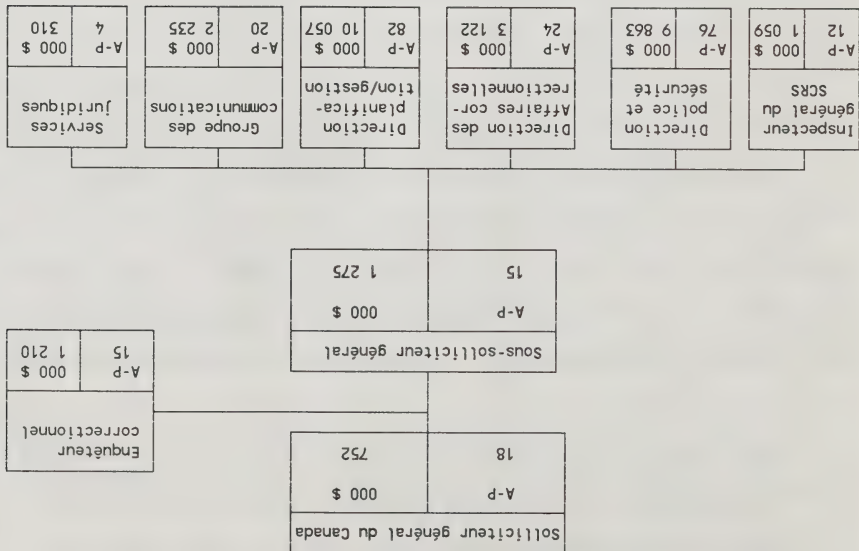 Solliciteur général du Canada
A-P 000 $
18 752
Enquêteur
correctionnel
A-P 000 $
15 1 210
Sous-solliciteur général
A-P 000 $
15 1 275
Inspecteur
général du
SCRS
A-P 000 $
12 1 059
Direction
police et
sécurité
A-P 000 $
76 9 863
Direction des
Affaires cor-
rectionnelles
A-P 000 $
24 3 122
Direction
planifica-
tion/gestion
A-P 000 $
82 10 057
Groupe des
communications
A-P 000 $
20 2 235
Services
juridiques
A-P 000 $
4 310